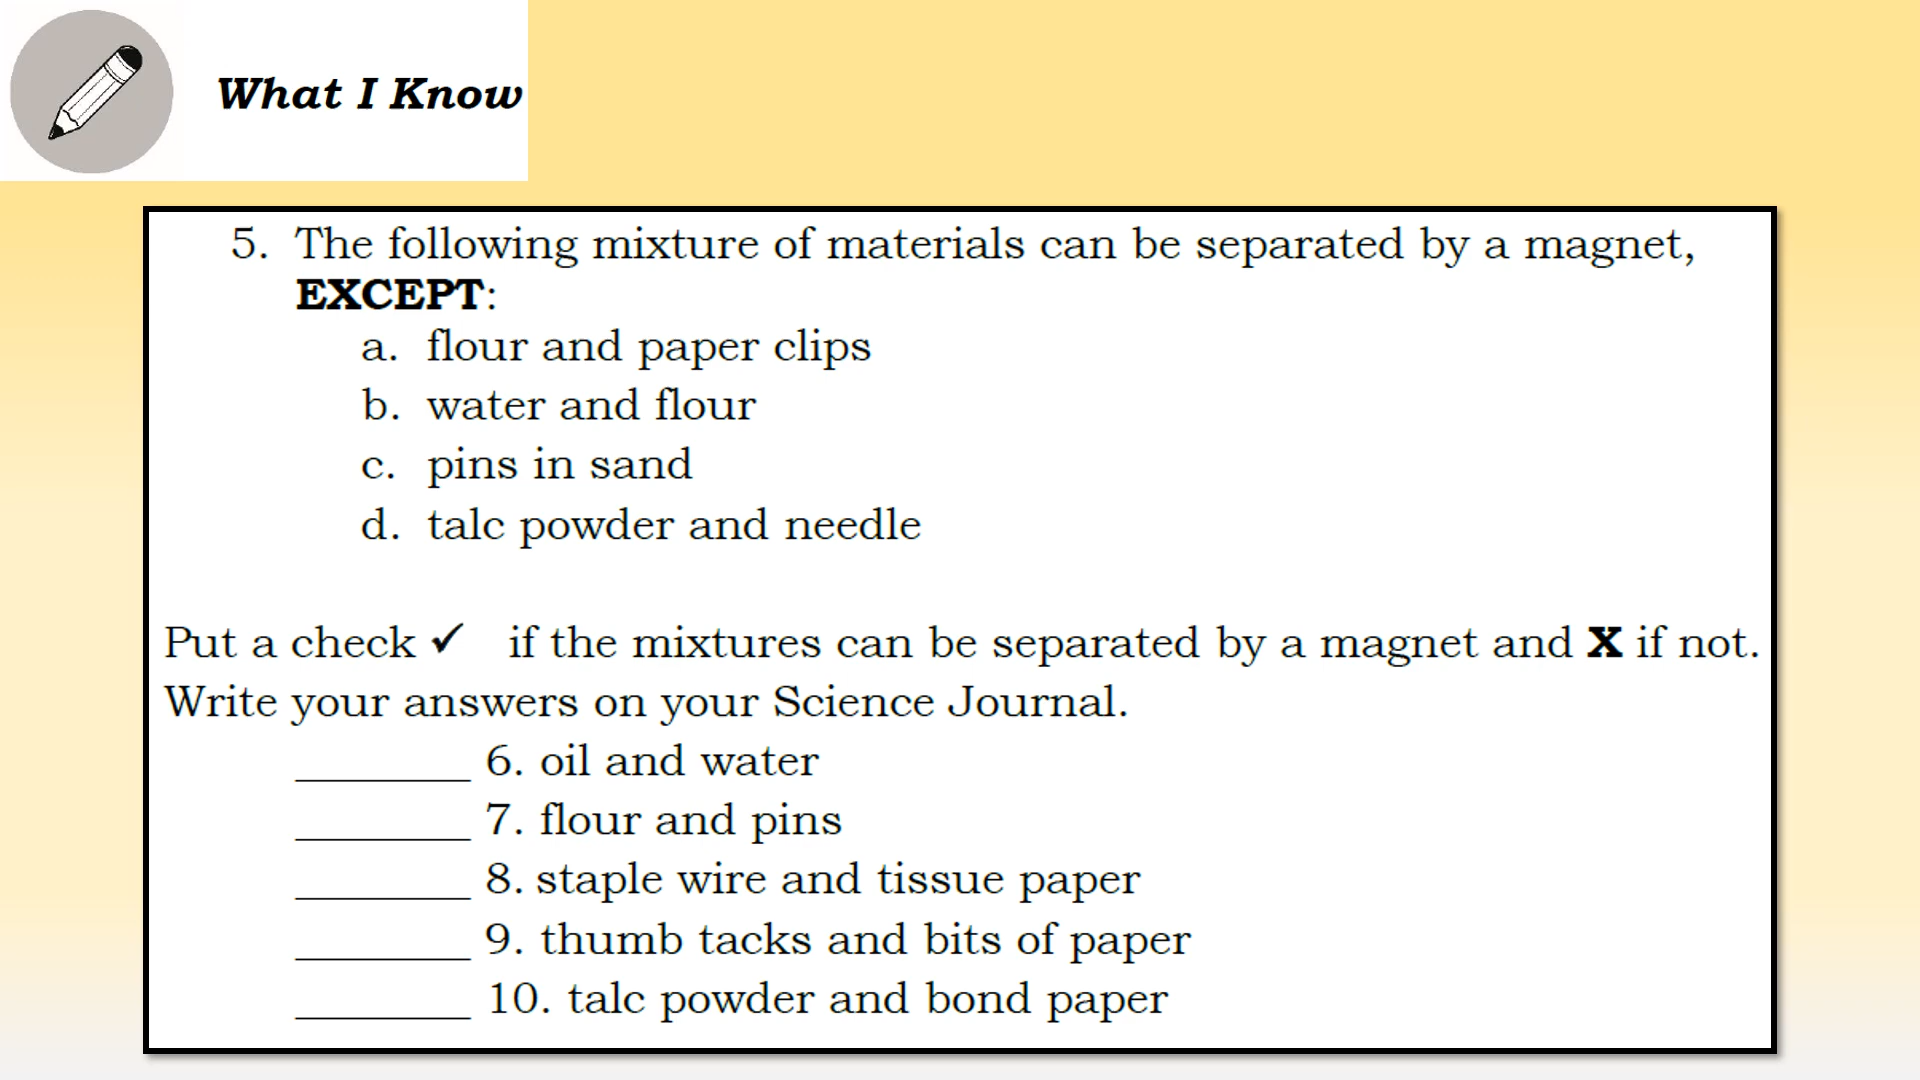 What I Know
5. The following mixture of materials can be separated by a magnet,
EXCEPT:
a. flour and paper clips
b. water and flour
c. pins in sand
d. talc powder and needle
Put a check ✓ if the mixtures can be separated by a magnet and X if not.
Write your answers on your Science Journal.
________ 6. oil and water
________ 7. flour and pins
________ 8. staple wire and tissue paper
________ 9. thumb tacks and bits of paper
________ 10. talc powder and bond paper